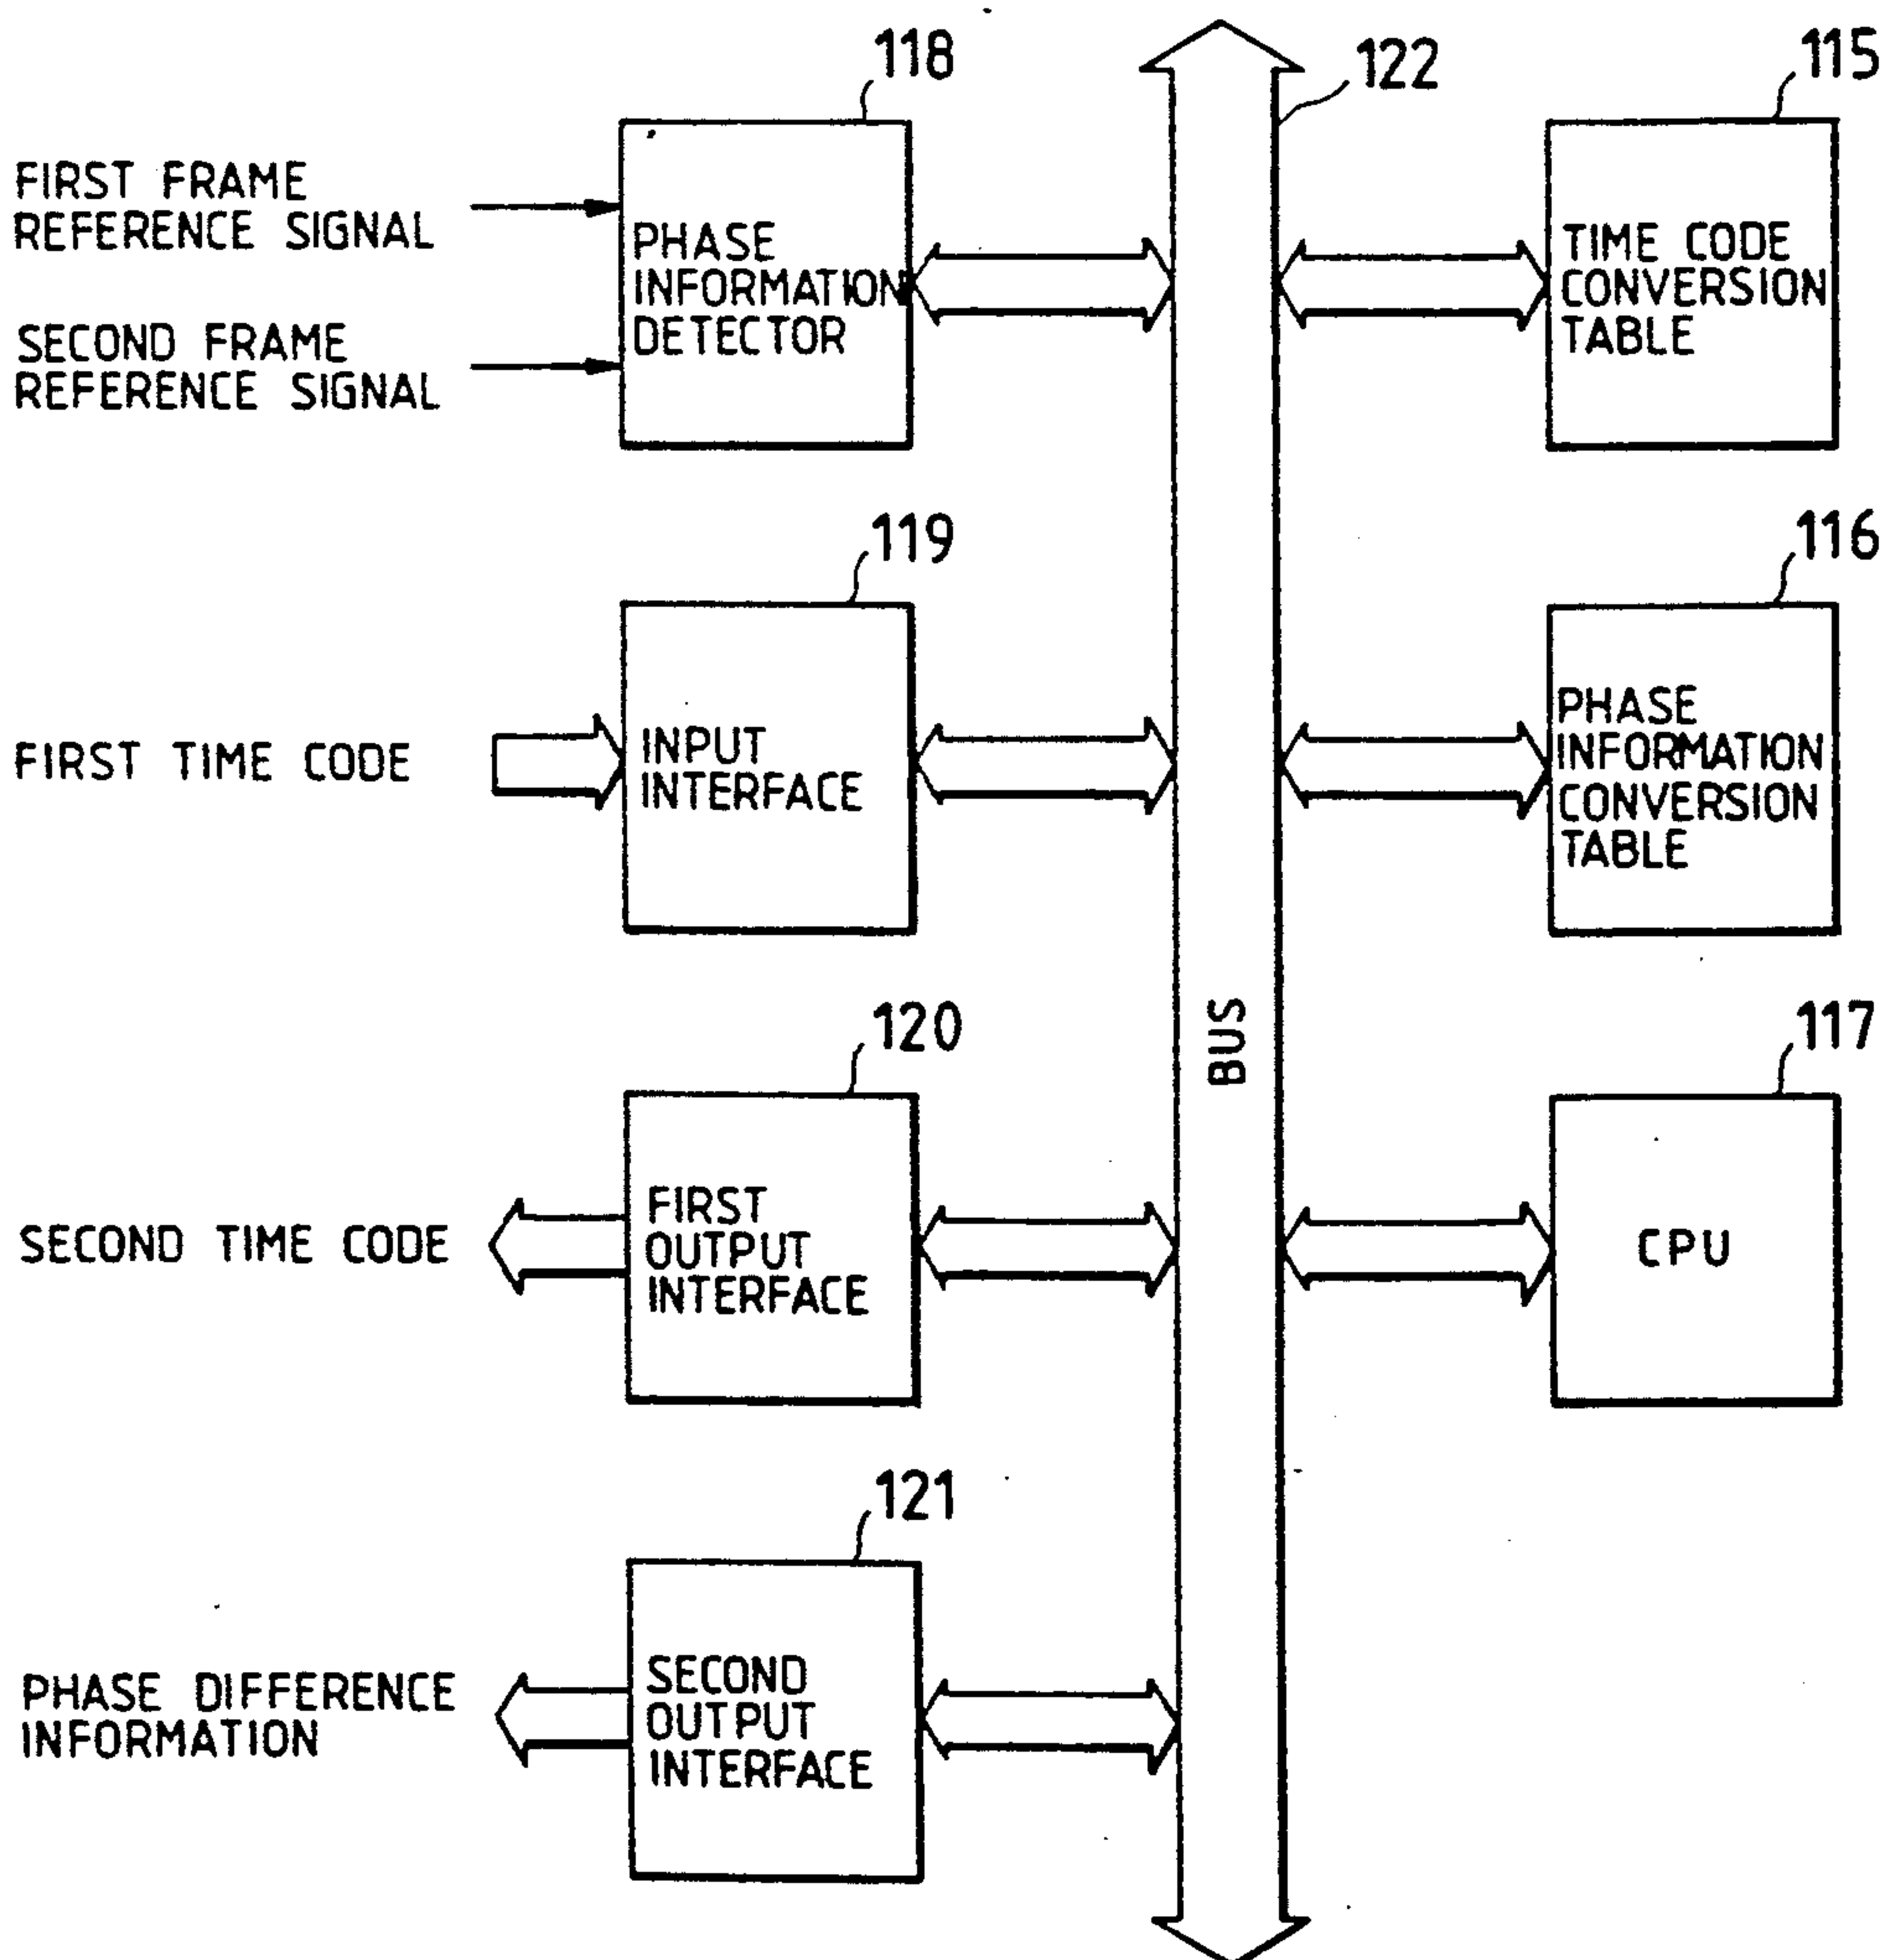 118
122
115
FIRST FRAME
REFERENCE SIGNAL
SECOND FRAME
REFERENCE SIGNAL
PHASE
INFORMATION
DETECTOR
TIME CODE
CONVERSION
TABLE
119
116
FIRST TIME CODE
INPUT
INTERFACE
PHASE
INFORMATION
CONVERSION
TABLE
BUS
120
117
SECOND TIME CODE
FIRST
OUTPUT
INTERFACE
CPU
121
PHASE DIFFERENCE
INFORMATION
SECOND
OUTPUT
INTERFACE